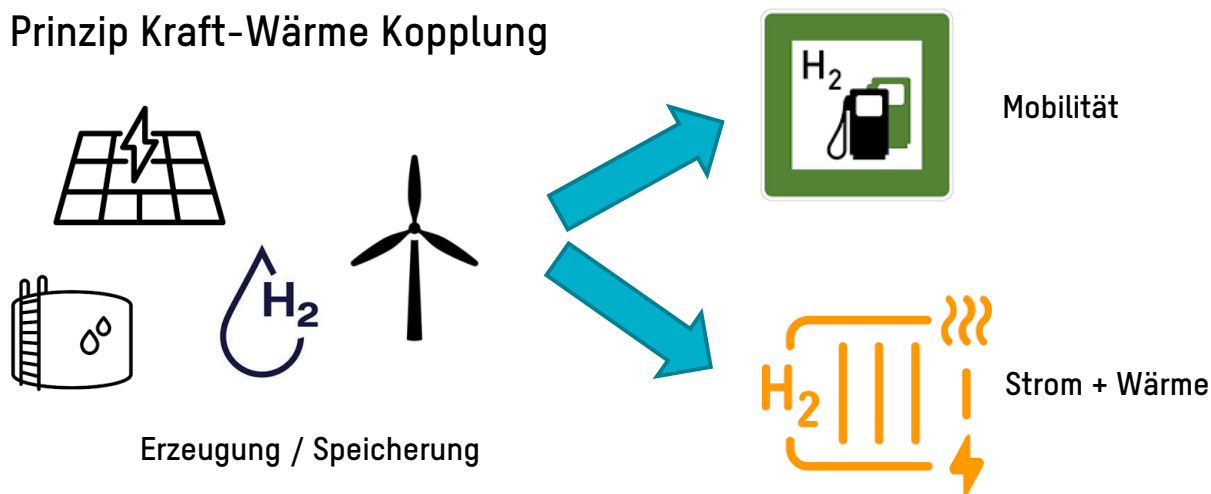 Prinzip Kraft-Wärme Kopplung
H₂
Mobilität
H₂
H₂
Strom + Wärme
Erzeugung / Speicherung